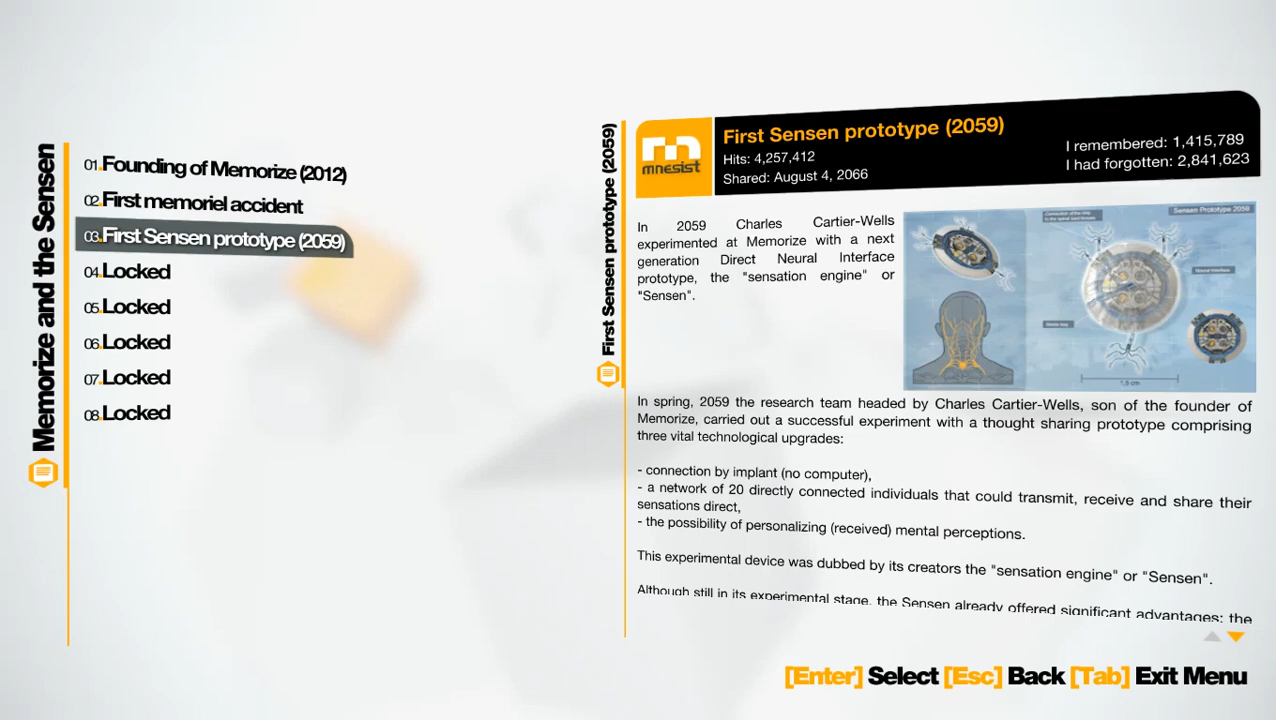 Memorize and the Sensen
01.Founding of Memorize (2012)
02.First memoriel accident
03.First Sensen prototype (2059)
04.Locked
05.Locked
06.Locked
07.Locked
08.Locked
First Sensen prototype (2059)
mnesist
First Sensen prototype (2059)
Hits: 4,257,412
Shared: August 4, 2066
I remembered: 1,415,789
I had forgotten: 2,841,623
In 2059 Charles Cartier-Wells
experimented at Memorize with a next
generation Direct Neural Interface
prototype, the "sensation engine" or
"Sensen".
Sensen Prototype 2059
1,5 cm
In spring, 2059 the research team headed by Charles Cartier-Wells, son of the founder of
Memorize, carried out a successful experiment with a thought sharing prototype comprising
three vital technological upgrades:
- connection by implant (no computer),
- a network of 20 directly connected individuals that could transmit, receive and share their
sensations direct,
- the possibility of personalizing (received) mental perceptions.
This experimental device was dubbed by its creators the "sensation engine" or "Sensen".
Although still in its experimental stage, the Sensen already offered significant advantages: the
[Enter] Select [Esc] Back [Tab] Exit Menu